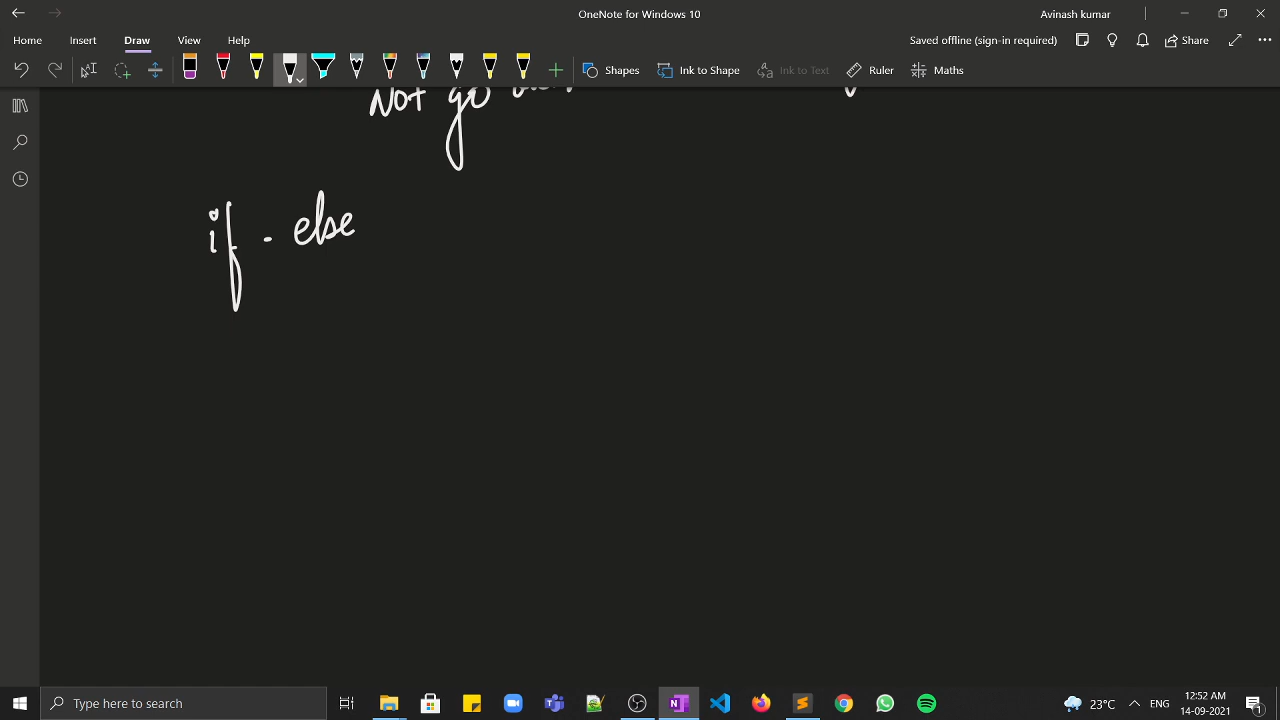 OneNote for Windows 10
Avinash kumar
Home Insert Draw View Help
Saved offline (sign-in required) Share
Shapes Ink to Shape Ink to Text Ruler Maths
Not go
if - else
Type here to search
23°C ENG 12:52 AM
14-09-2021